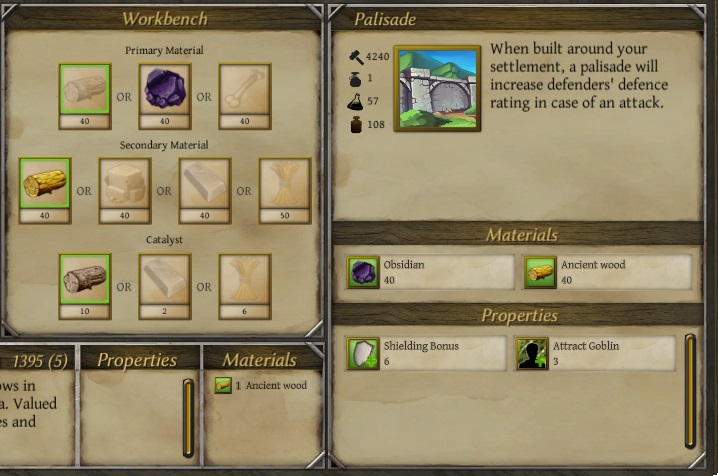 Workbench
Primary Material
OR OR
40 40 40
Secondary Material
OR OR OR
40 40 40 50
Catalyst
OR OR
10 2 6
1395 (5)
ows in
a. Valued
es and
Properties
Materials
1 Ancient wood
Palisade
4240
1
57
108
When built around your
settlement, a palisade will
increase defenders' defence
rating in case of an attack.
Materials
Obsidian
40
Ancient wood
40
Properties
Shielding Bonus
6
Attract Goblin
3